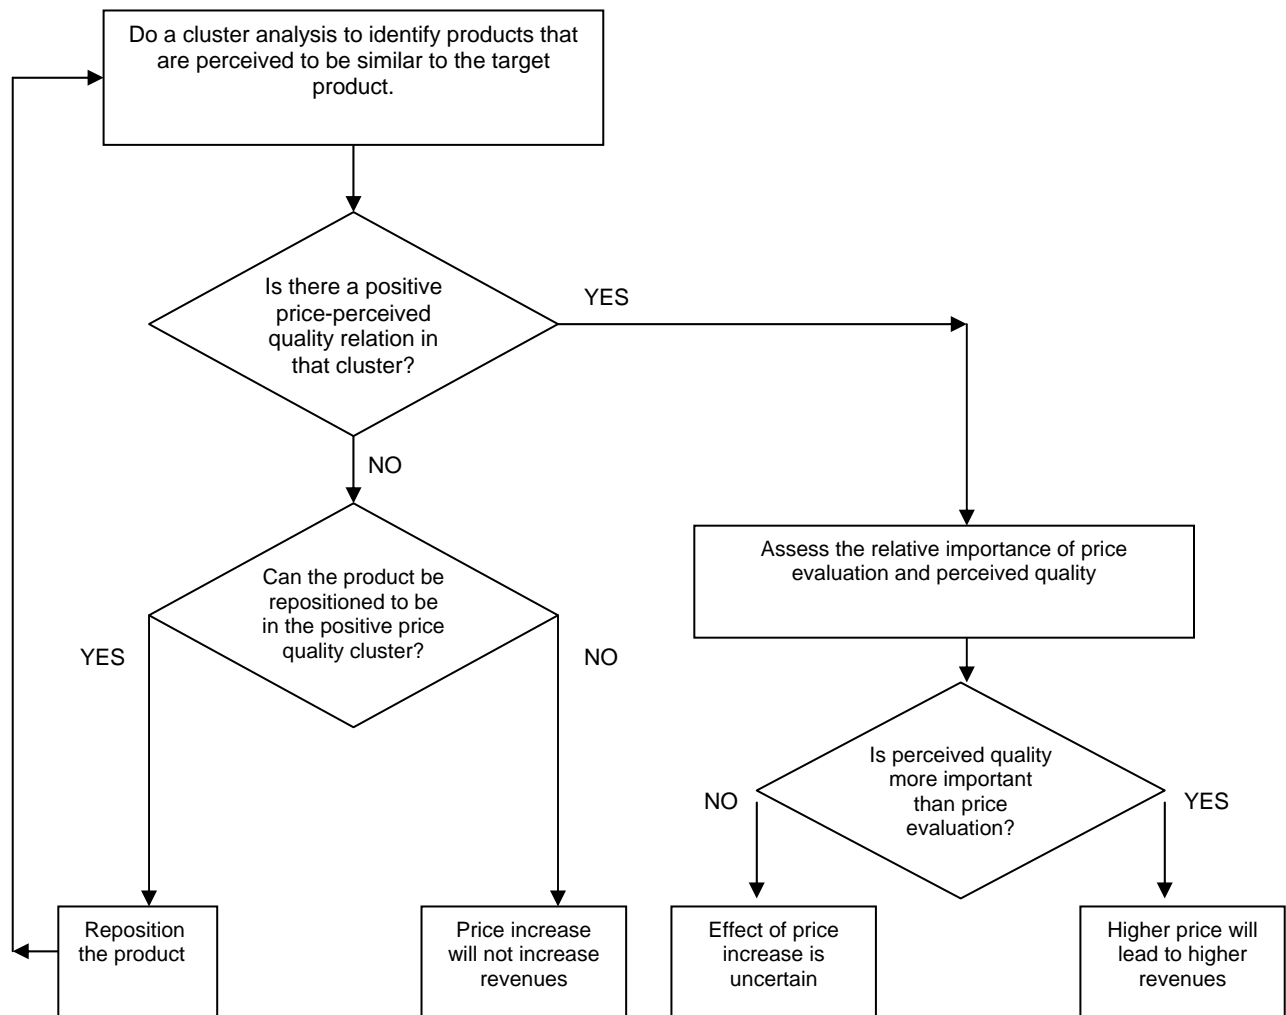 Do a cluster analysis to identify products that
are perceived to be similar to the target
product.
Is there a positive
price-perceived
quality relation in
that cluster?
YES
NO
Can the product be
repositioned to be
in the positive price
quality cluster?
YES
NO
Assess the relative importance of price
evaluation and perceived quality
Is perceived quality
more important
than price
evaluation?
NO
YES
Reposition
the product
Price increase
will not increase
revenues
Effect of price
increase is
uncertain
Higher price will
lead to higher
revenues